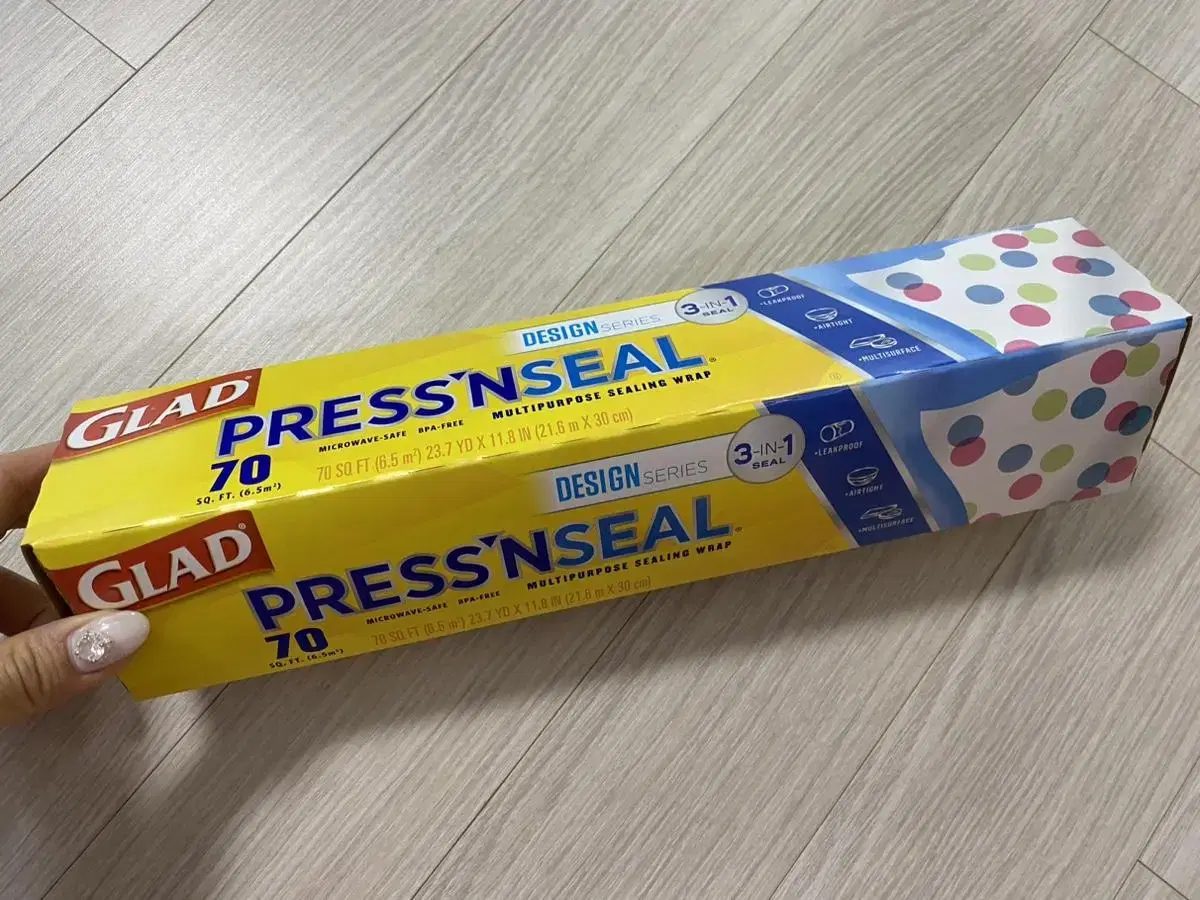 GLAD®
DESIGN SERIES
3-IN-1
SEAL
PRESS'NSEAL®
MULTIPURPOSE SEALING WRAP
MICROWAVE-SAFE BPA-FREE
70
SQ. FT. (6.5m²)
70 SQ FT (6.5 m²) 23.7 YD X 11.8 IN (21.6 m X 30 cm)
•LEAKPROOF
•AIRTIGHT
•MULTISURFACE
GLAD®
DESIGN SERIES
3-IN-1
SEAL
PRESS'NSEAL®
MULTIPURPOSE SEALING WRAP
MICROWAVE-SAFE BPA-FREE
70
SQ. FT. (6.5m²)
70 SQ FT (6.5 m²) 23.7 YD X 11.8 IN (21.6 m X 30 cm)
•LEAKPROOF
•AIRTIGHT
•MULTISURFACE